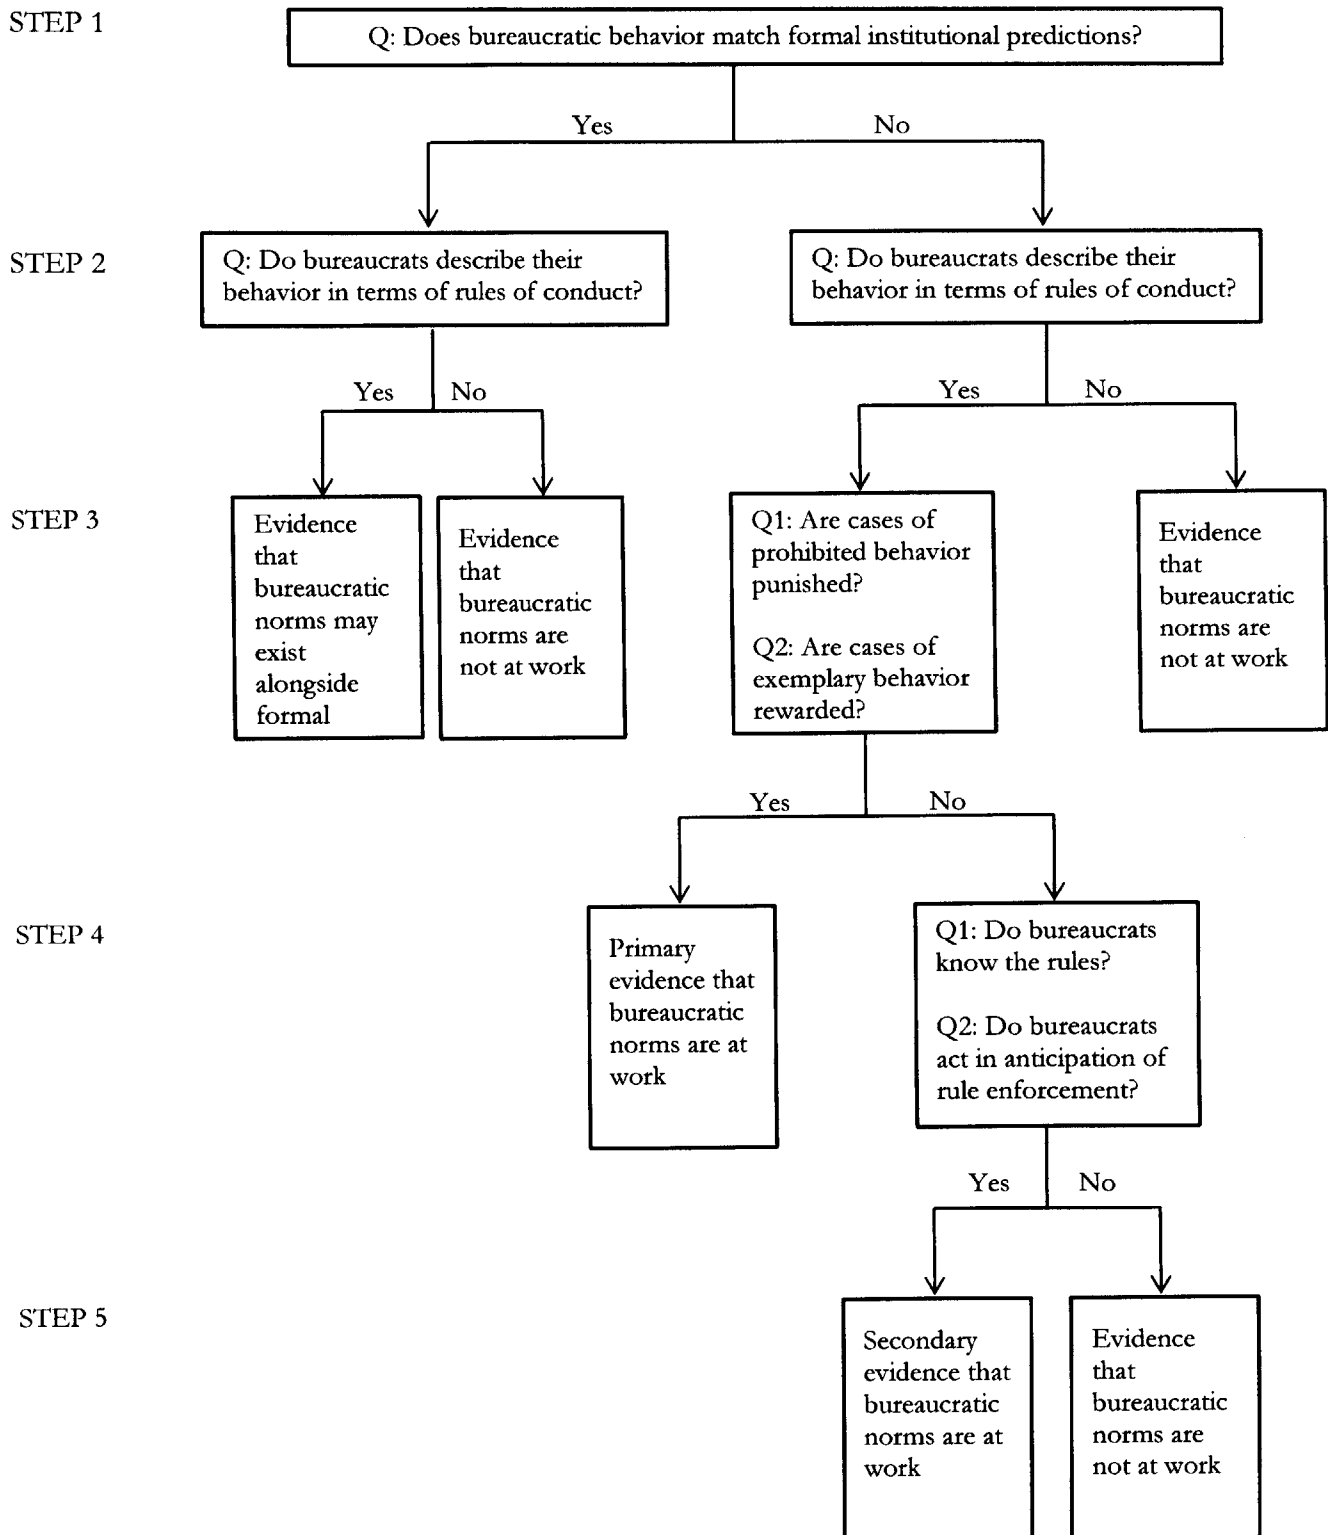 STEP 1
Q: Does bureaucratic behavior match formal institutional predictions?
Yes
No
STEP 2
Q: Do bureaucrats describe their
behavior in terms of rules of conduct?
Q: Do bureaucrats describe their
behavior in terms of rules of conduct?
Yes
No
Yes
No
STEP 3
Evidence
that
bureaucratic
norms may
exist
alongside
formal
Evidence
that
bureaucratic
norms are
not at work
Q1: Are cases of
prohibited behavior
punished?
Q2: Are cases of
exemplary behavior
rewarded?
Evidence
that
bureaucratic
norms are
not at work
Yes
No
STEP 4
Primary
evidence that
bureaucratic
norms are at
work
Q1: Do bureaucrats
know the rules?
Q2: Do bureaucrats
act in anticipation of
rule enforcement?
Yes
No
STEP 5
Secondary
evidence that
bureaucratic
norms are at
work
Evidence
that
bureaucratic
norms are
not at work